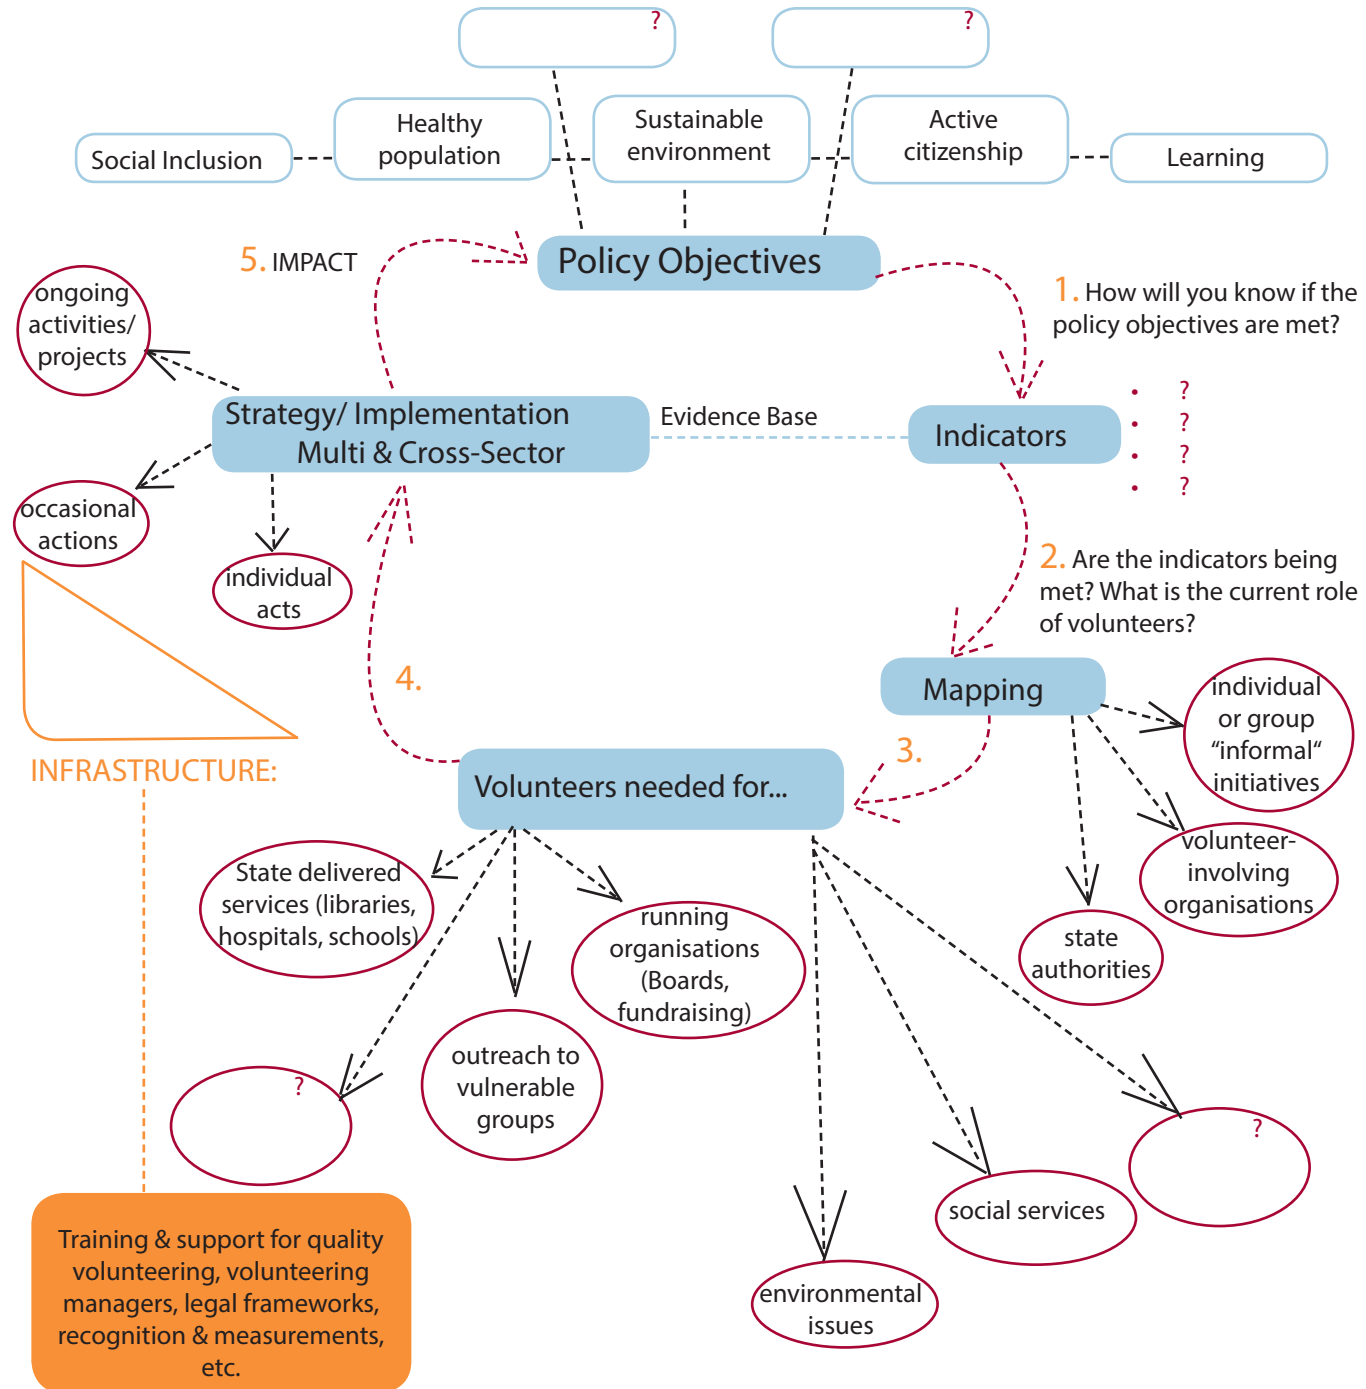 ?
?
Social Inclusion
Healthy
population
Sustainable
environment
Active
citizenship
Learning
5. IMPACT
Policy Objectives
1. How will you know if the
policy objectives are met?
ongoing
activities/
projects
Strategy/ Implementation
Multi & Cross-Sector
Evidence Base
Indicators
• ?
• ?
• ?
• ?
occasional
actions
individual
acts
2. Are the indicators being
met? What is the current role
of volunteers?
4.
Mapping
3.
individual
or group
“informal“
initiatives
INFRASTRUCTURE:
Volunteers needed for...
volunteer-
involving
organisations
state
authorities
State delivered
services (libraries,
hospitals, schools)
running
organisations
(Boards,
fundraising)
outreach to
vulnerable
groups
?
?
social services
environmental
issues
Training & support for quality
volunteering, volunteering
managers, legal frameworks,
recognition & measurements,
etc.